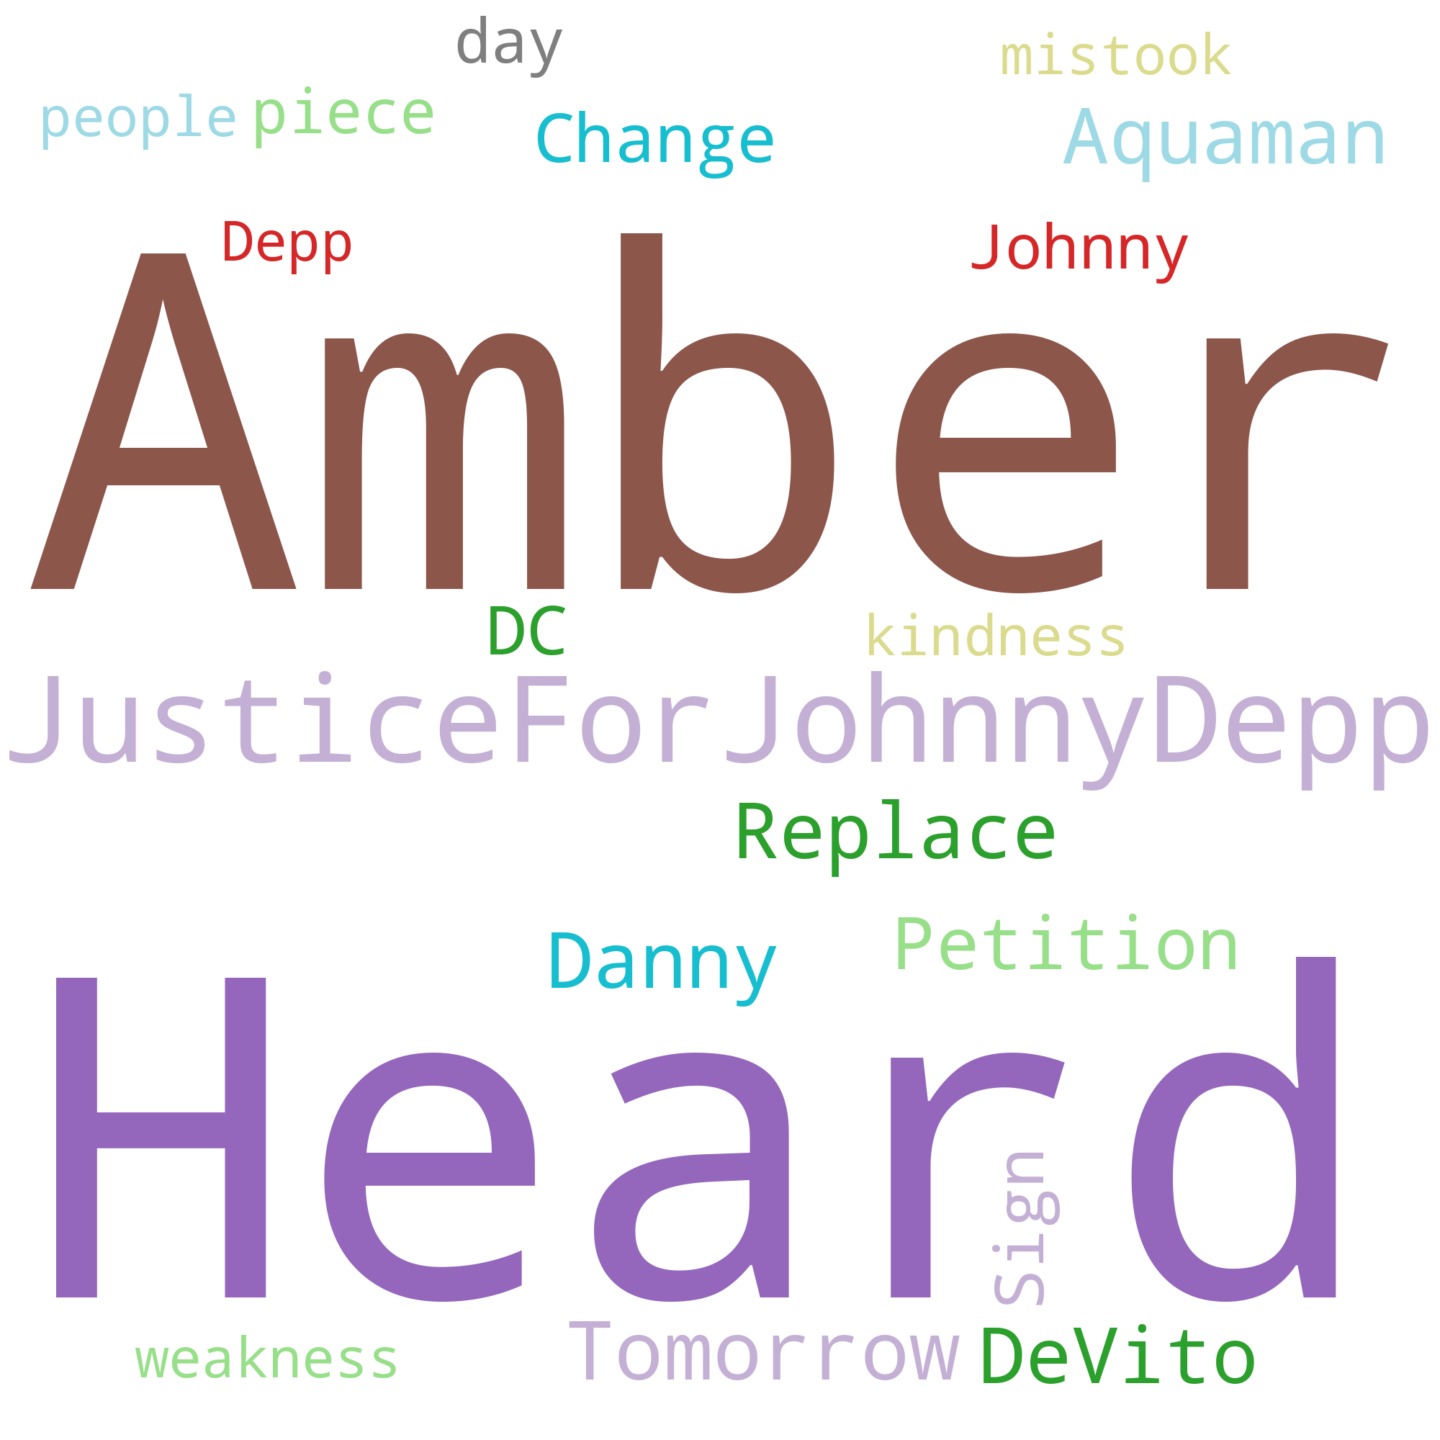 day
mistook
people piece
Change
Aquaman
Depp
Johnny
Amber
DC
kindness
JusticeForJohnnyDepp
Replace
Danny
Petition
Heard
Sign
weakness
Tomorrow
DeVito